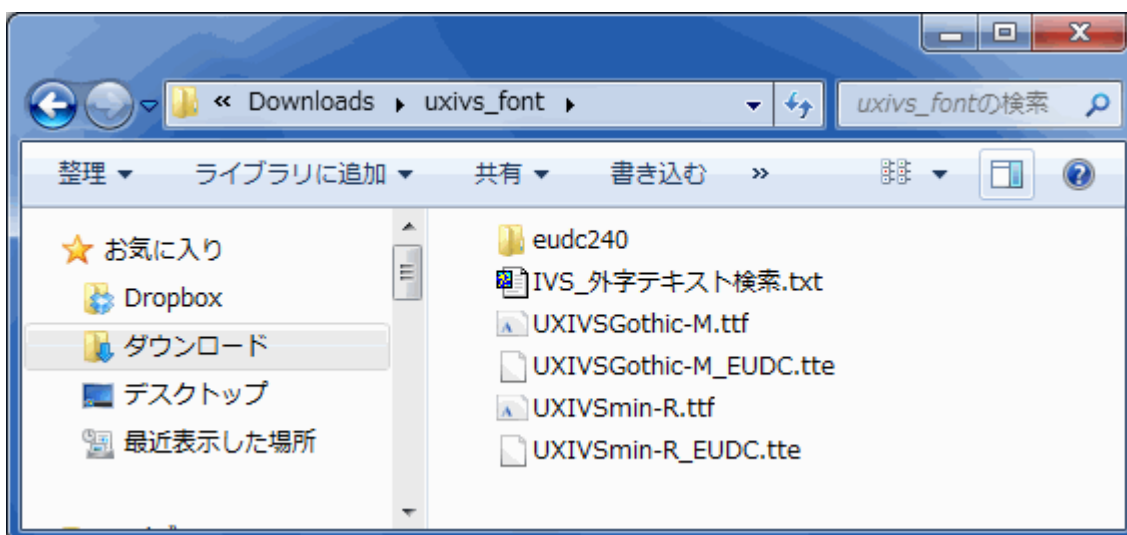 « Downloads ▸ uxivs_font ▸ uxivs_fontの検索
整理 ▼ ライブラリに追加 ▼ 共有 ▼ 書き込む »
お気に入り
Dropbox
ダウンロード
デスクトップ
最近表示した場所
eudc240
IVS_外字テキスト検索.txt
UXIVSGothic-M.ttf
UXIVSGothic-M_EUDC.tte
UXIVSmin-R.ttf
UXIVSmin-R_EUDC.tte